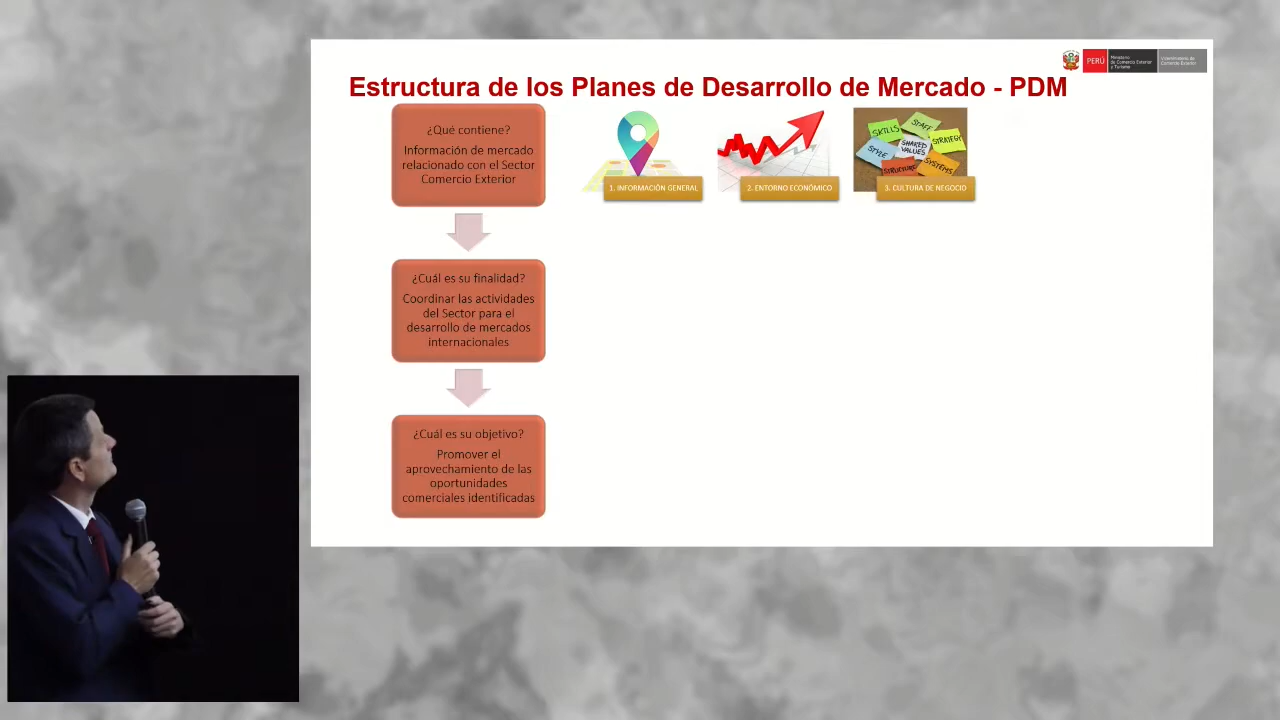 PERÚ
Ministerio
de Comercio Exterior
y Turismo
Viceministerio de
Comercio Exterior
Estructura de los Planes de Desarrollo de Mercado - PDM
¿Qué contiene?
Información de mercado
relacionado con el Sector
Comercio Exterior
SKILLS
STAFF
STRATEGY
STYLE
SHARED
VALUES
SYSTEMS
STRUCTURE
1. INFORMACIÓN GENERAL
2. ENTORNO ECONÓMICO
3. CULTURA DE NEGOCIO
¿Cuál es su finalidad?
Coordinar las actividades
del Sector para el
desarrollo de mercados
internacionales
¿Cuál es su objetivo?
Promover el
aprovechamiento de las
oportunidades
comerciales identificadas